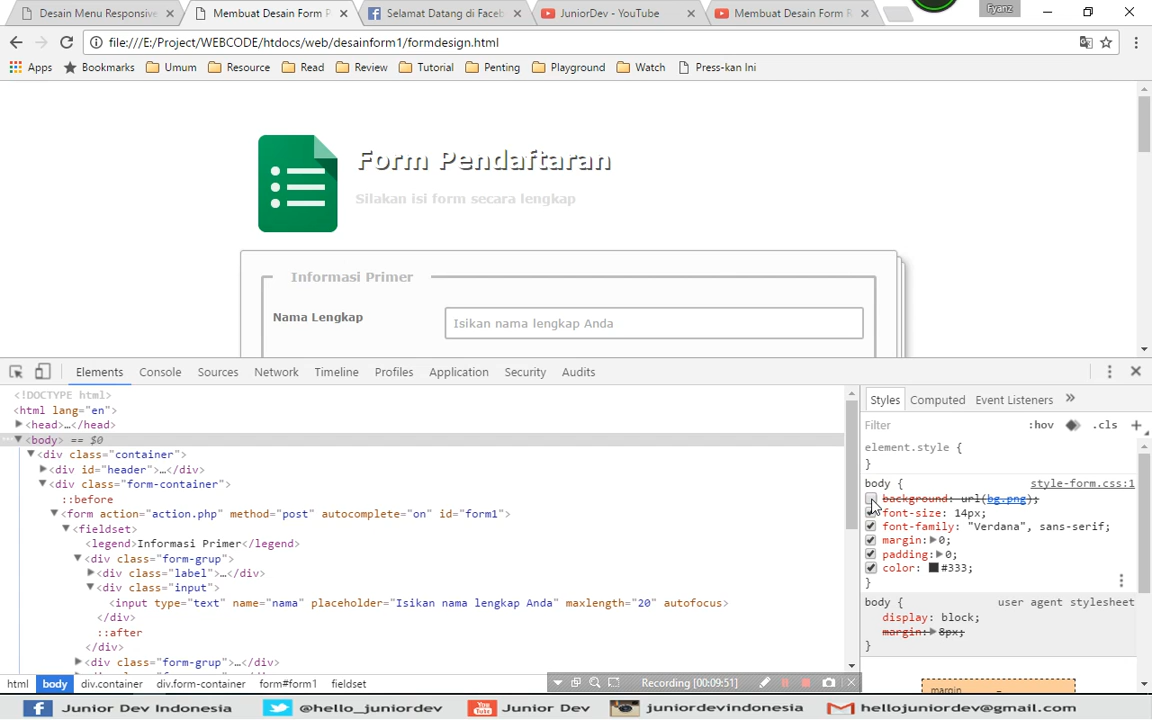 Desain Menu Responsive
Membuat Desain Form
Selamat Datang di Faceb
JuniorDev - YouTube
Membuat Desain Form R
Fyanz
file:///E:/Project/WEBCODE/htdocs/web/desainform1/formdesign.html
Apps Bookmarks Umum Resource Read Review Tutorial Penting Playground Watch Press-kan Ini
Form Pendaftaran
Silakan isi form secara lengkap
Informasi Primer
Nama Lengkap Isikan nama lengkap Anda
Elements Console Sources Network Timeline Profiles Application Security Audits
<!DOCTYPE html>
<html lang="en">
<head>…</head>
<body> == $0
<div class="container">
<div id="header">…</div>
<div class="form-container">
::before
<form action="action.php" method="post" autocomplete="on" id="form1">
<fieldset>
<legend>Informasi Primer</legend>
<div class="form-grup">
<div class="label">…</div>
<div class="input">
<input type="text" name="nama" placeholder="Isikan nama lengkap Anda" maxlength="20" autofocus>
</div>
::after
</div>
<div class="form-grup">…</div>
html body div.container div.form-container form#form1 fieldset
Styles Computed Event Listeners »
Filter :hov .cls +
element.style {
}
body { style-form.css:1
background: url(bg.png);
font-size: 14px;
font-family: "Verdana", sans-serif;
margin: 0;
padding: 0;
color: #333;
}
body { user agent stylesheet
display: block;
margin: 8px;
}
margin -
Recording [00:09:51]
Junior Dev Indonesia @hello_juniordev Junior Dev juniordevindonesia hellojuniordev@gmail.com